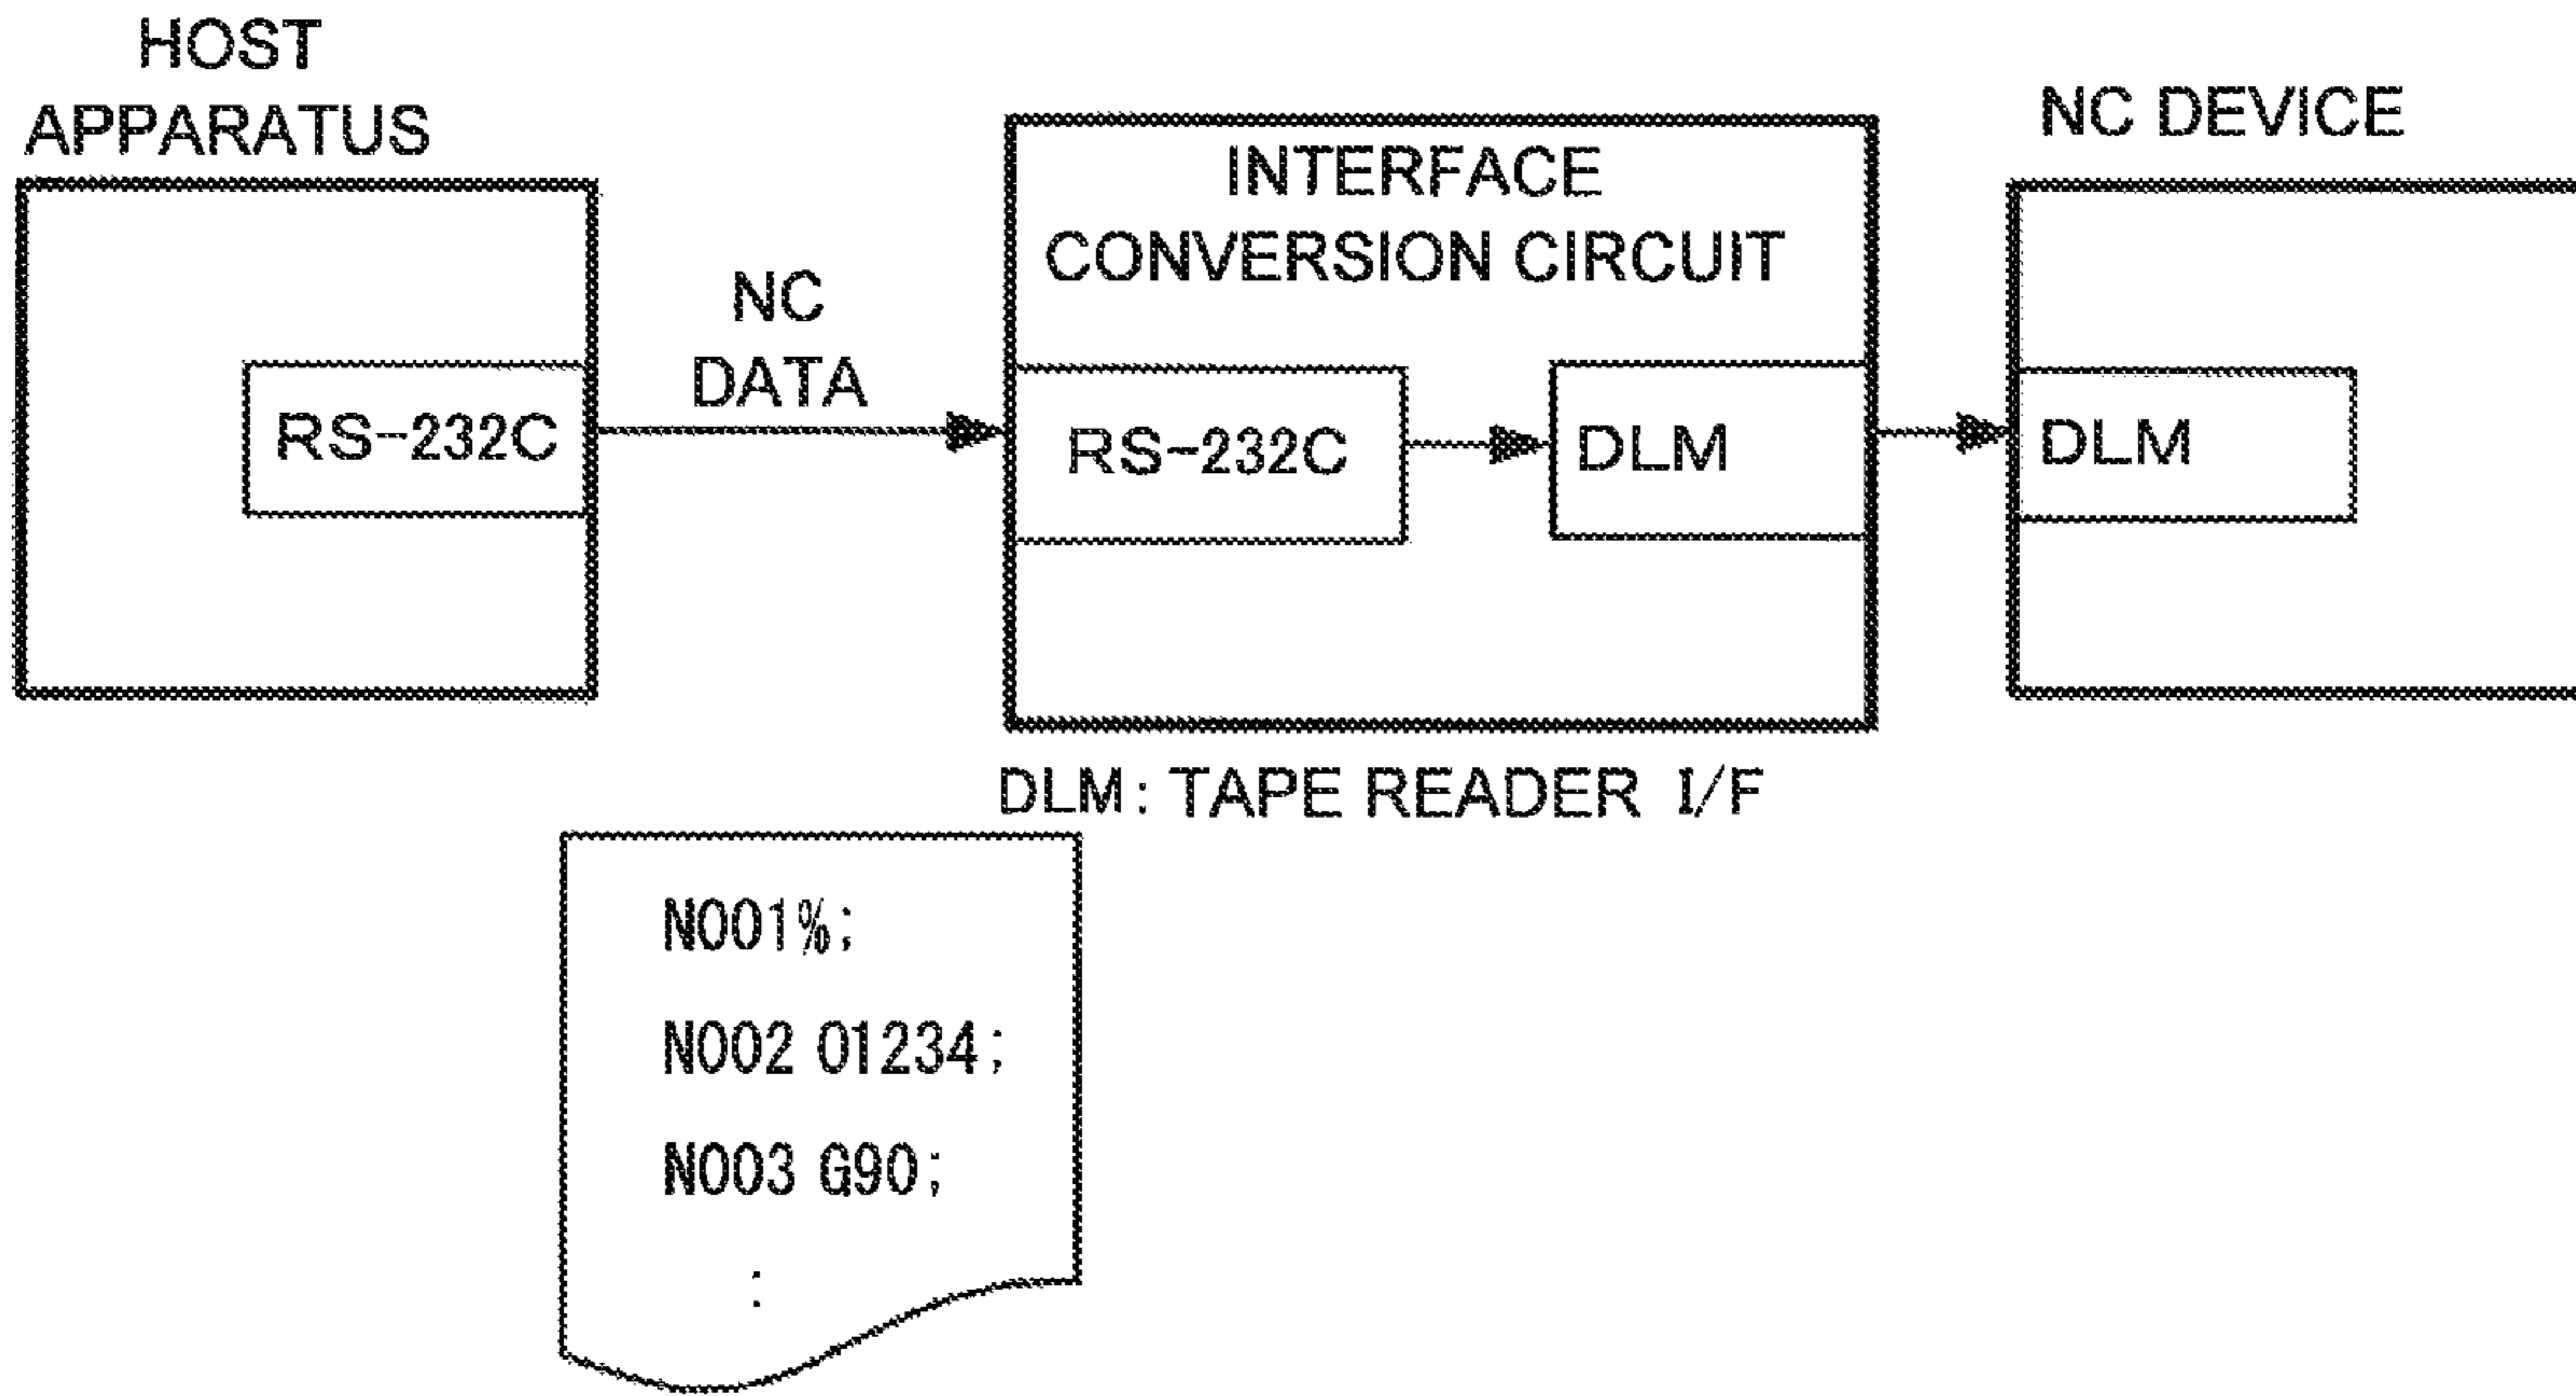 HOST
APPARATUS
RS-232C
NC
DATA
INTERFACE
CONVERSION CIRCUIT
RS-232C
DLM
NC DEVICE
DLM
DLM: TAPE READER I/F
N001%;
N002 O1234;
N003 G90;
: